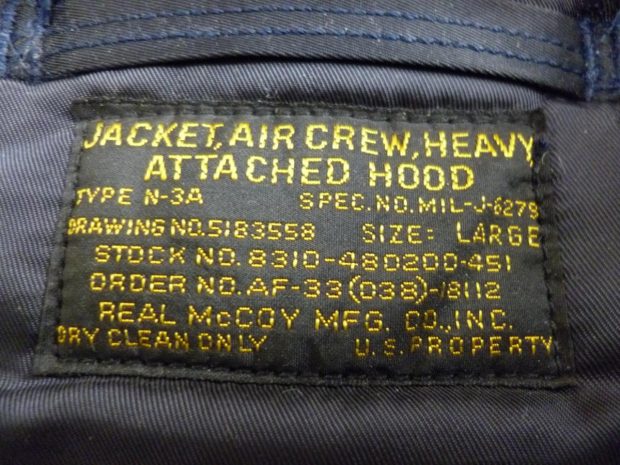 JACKET, AIR CREW, HEAVY
ATTACHED HOOD
TYPE N-3A SPEC. NO. MIL-J-6279
DRAWING NO. 5183558 SIZE: LARGE
STOCK NO. 8310-480200-451
ORDER NO. AF-33(038)-18112
REAL McCOY MFG. CO., INC.
DRY CLEAN ONLY U.S. PROPERTY